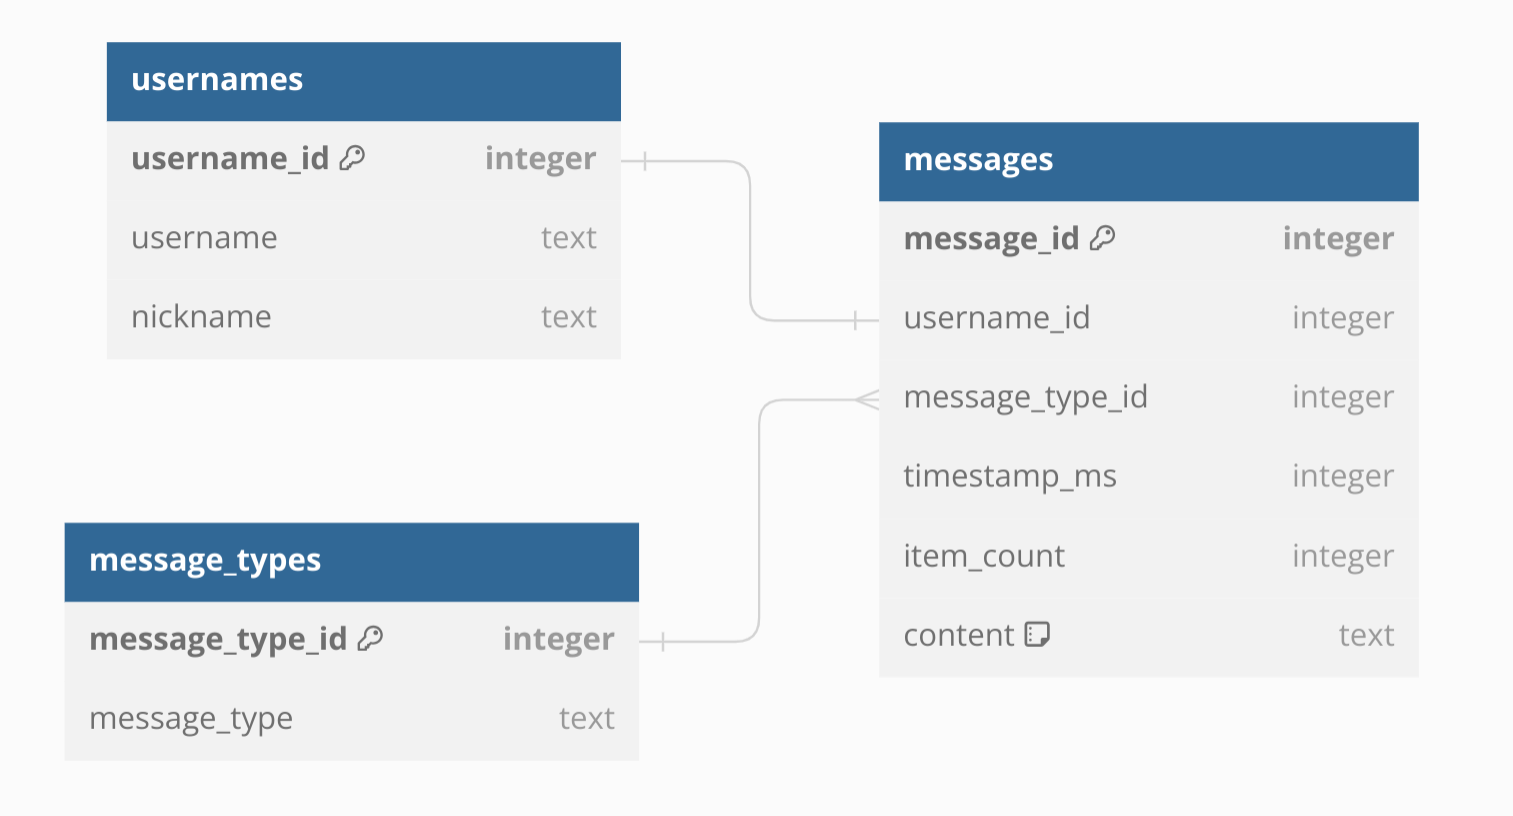 usernames
username_id integer
username text
nickname text
messages
message_id integer
username_id integer
message_type_id integer
timestamp_ms integer
item_count integer
content text
message_types
message_type_id integer
message_type text